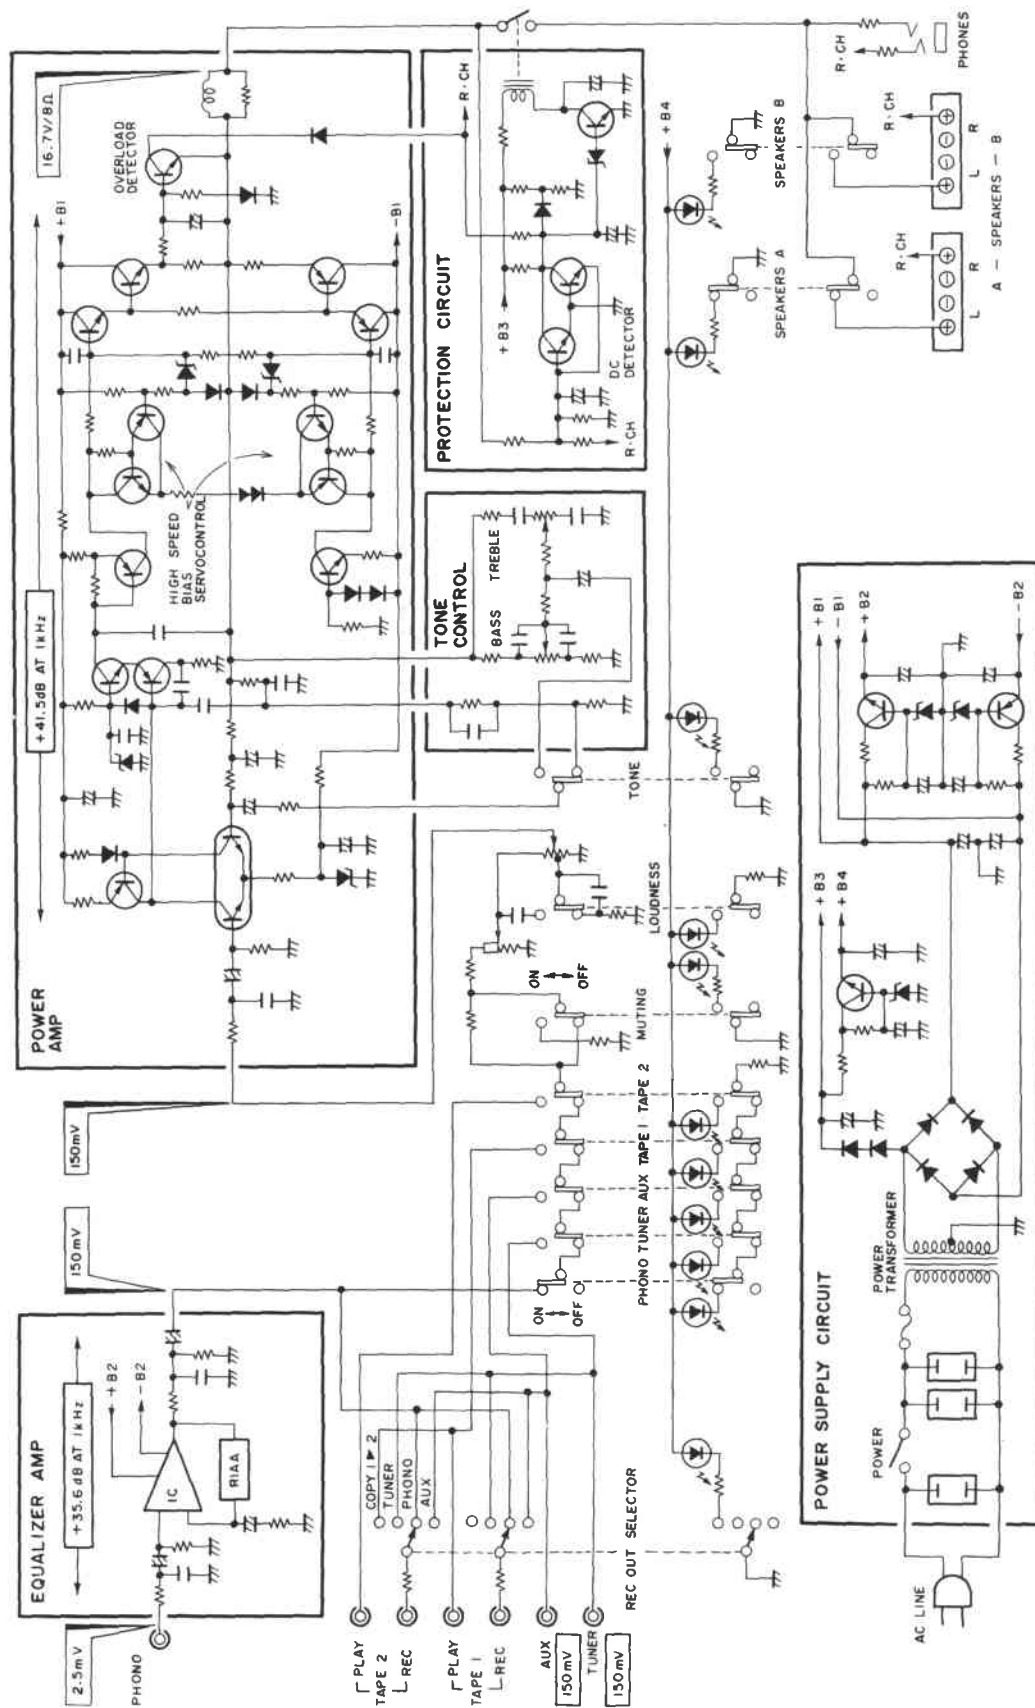 EQUALIZER AMP
2.5mV
+35.6 dB AT 1kHz
150mV
PHONO
IC
RIAA
+B2
-B2
150mV
POWER
AMP
+41.5dB AT 1kHz
16.7V/8Ω
+B1
-B1
HIGH SPEED
BIAS
SERVOCONTROL
OVERLOAD
DETECTOR
TONE
CONTROL
BASS
TREBLE
PROTECTION CIRCUIT
+B3
DC
DETECTOR
R·CH
R·CH
PLAY
TAPE 2
REC
PLAY
TAPE 1
REC
AUX
150mV
TUNER
150mV
COPY 1▶2
TUNER
PHONO
AUX
REC OUT SELECTOR
ON
OFF
PHONO TUNER AUX TAPE 1 · TAPE 2
ON
OFF
MUTING
LOUDNESS
TONE
+B4
SPEAKERS A
SPEAKERS B
R·CH
PHONES
R·CH
R·CH
L
R
L
R
A — SPEAKERS — B
POWER SUPPLY CIRCUIT
AC LINE
POWER
POWER
TRANSFORMER
+B3
+B4
+B1
-B1
+B2
-B2